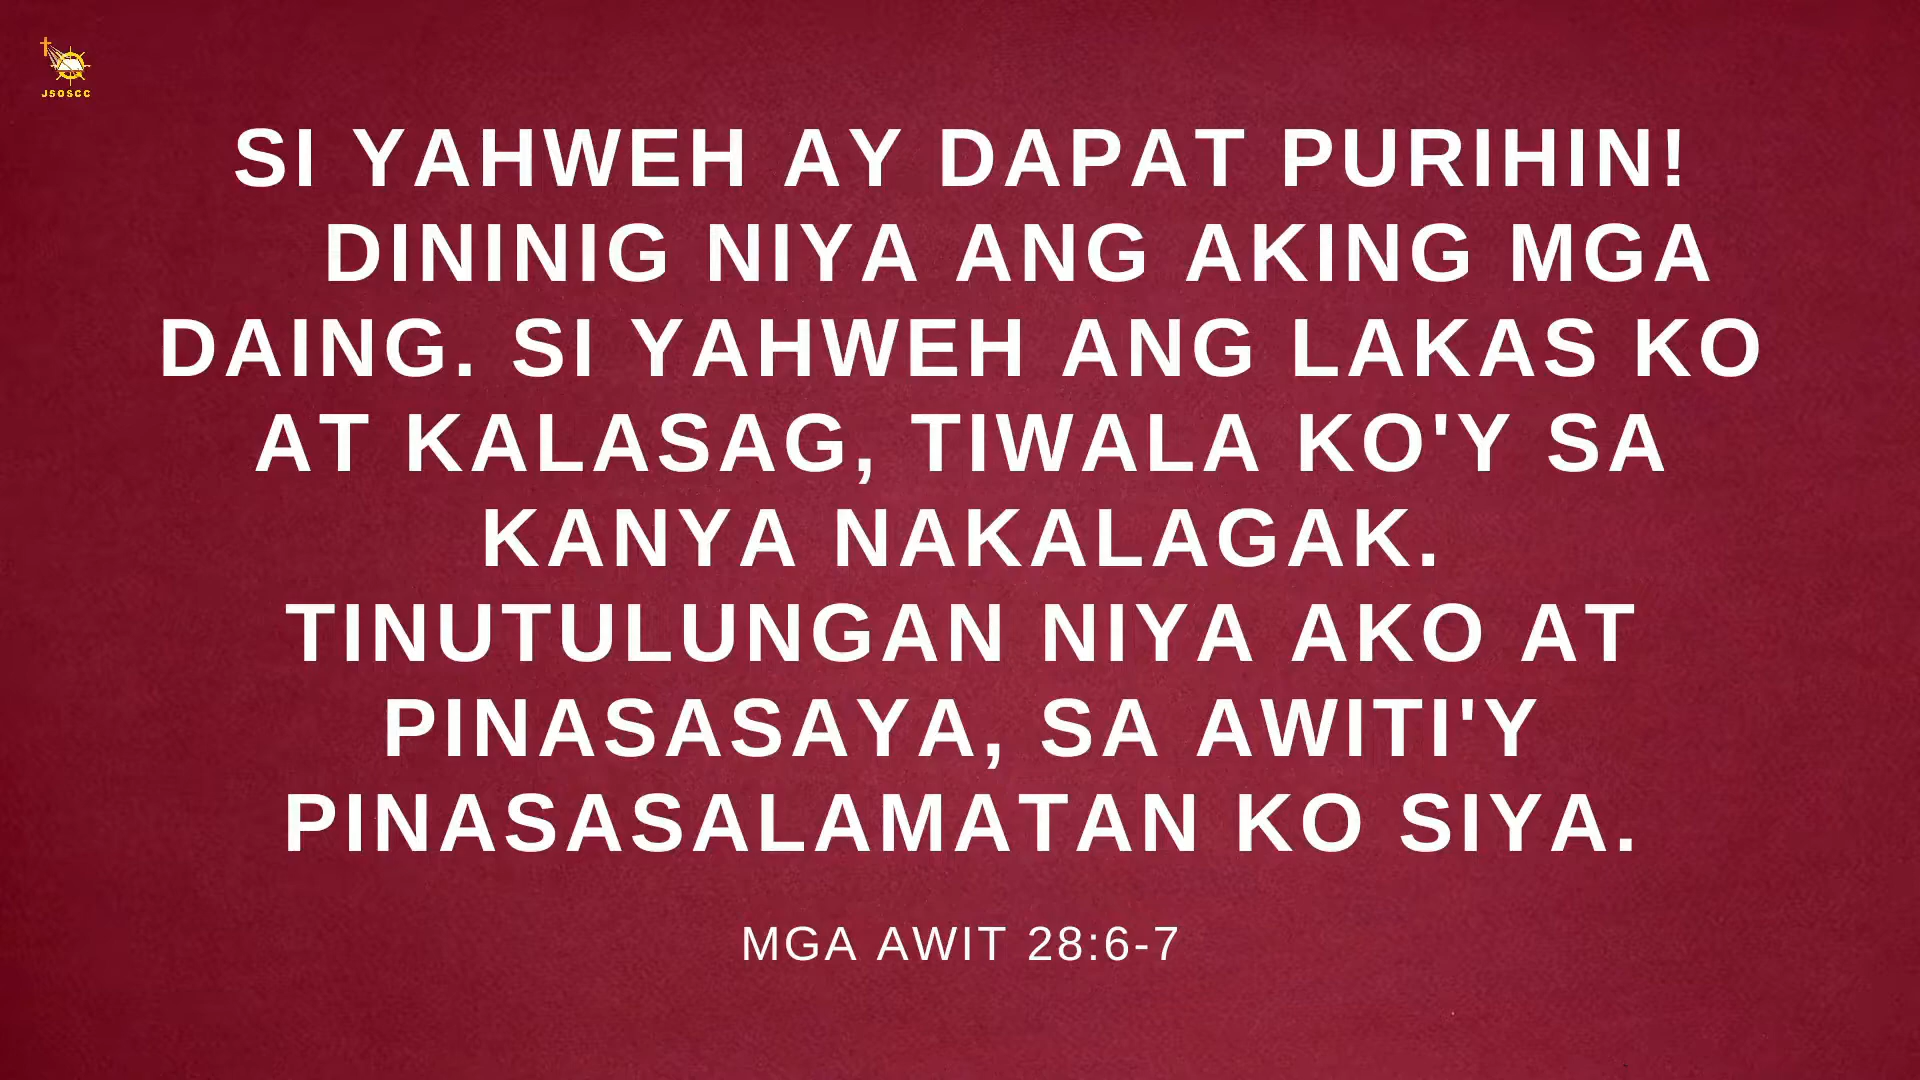 JSOSCC
SI YAHWEH AY DAPAT PURIHIN!
DININIG NIYA ANG AKING MGA
DAING. SI YAHWEH ANG LAKAS KO
AT KALASAG, TIWALA KO'Y SA
KANYA NAKALAGAK.
TINUTULUNGAN NIYA AKO AT
PINASASAYA, SA AWITI'Y
PINASASALAMATAN KO SIYA.
MGA AWIT 28:6-7